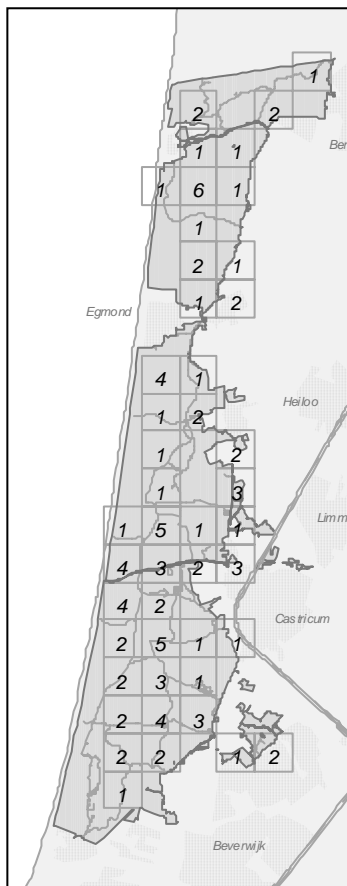 1
2 2
1 1
Ber
1 6 1
1
2 1
1 2
Egmond
4 1
Heiloo
1 2
1 2
1 3
1 5 1 1
Limm
4 3 2 3
4 2
Castricum
2 5 1 1
2 3 1
2 4 3
2 2 1 2
1
Beverwijk